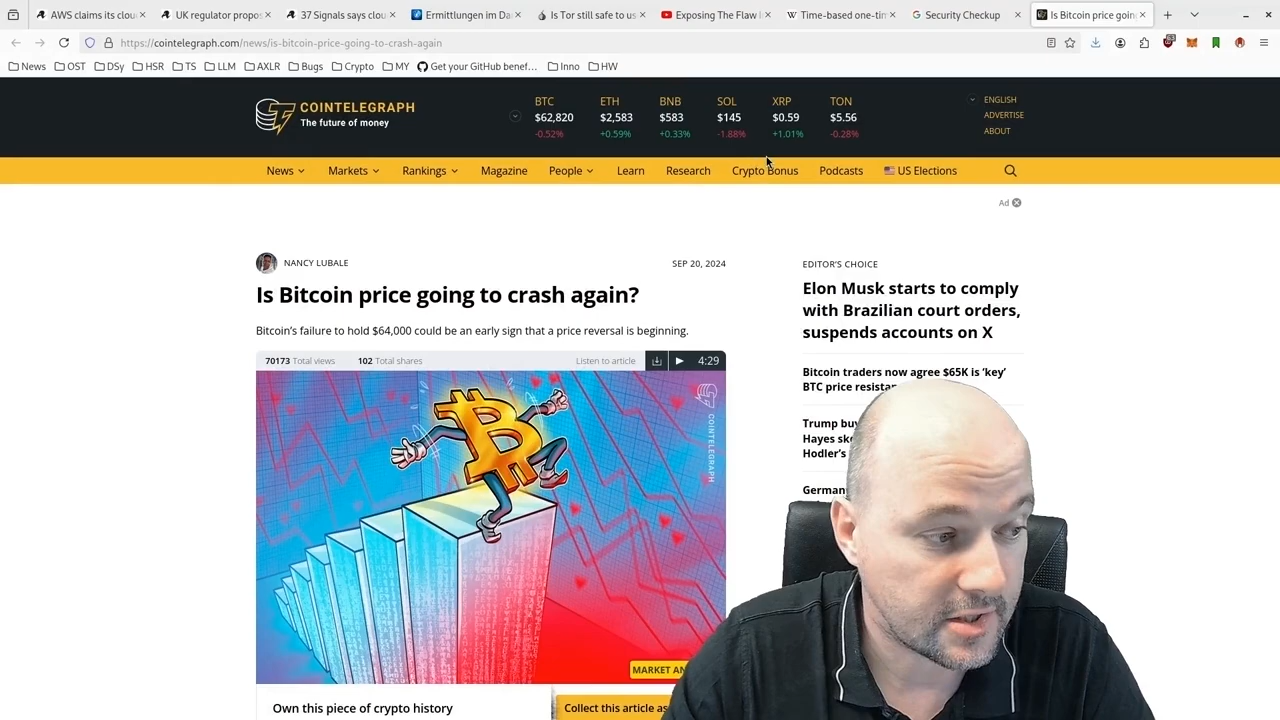 AWS claims its clou
UK regulator propos
37 Signals says clou
Ermittlungen im Da
Is Tor still safe to us
Exposing The Flaw I
Time-based one-tim
Security Checkup
Is Bitcoin price goin
https://cointelegraph.com/news/is-bitcoin-price-going-to-crash-again
News OST DSy HSR TS LLM AXLR Bugs Crypto MY Get your GitHub benef... Inno HW
COINTELEGRAPH
The future of money
BTC ETH BNB SOL XRP TON
$62,820 $2,583 $583 $145 $0.59 $5.56
-0.52% +0.59% +0.33% -1.88% +1.01% -0.28%
ENGLISH
ADVERTISE
ABOUT
News Markets Rankings Magazine People Learn Research Crypto Bonus Podcasts US Elections
Ad
NANCY LUBALE
SEP 20, 2024
Is Bitcoin price going to crash again?
Bitcoin's failure to hold $64,000 could be an early sign that a price reversal is beginning.
70173 Total views 102 Total shares Listen to article 4:29
COINTELEGRAPH
MARKET AN
Own this piece of crypto history
Collect this article as
EDITOR'S CHOICE
Elon Musk starts to comply
with Brazilian court orders,
suspends accounts on X
Bitcoin traders now agree $65K is 'key'
BTC price resistan
Trump buy
Hayes ske
Hodler's
German